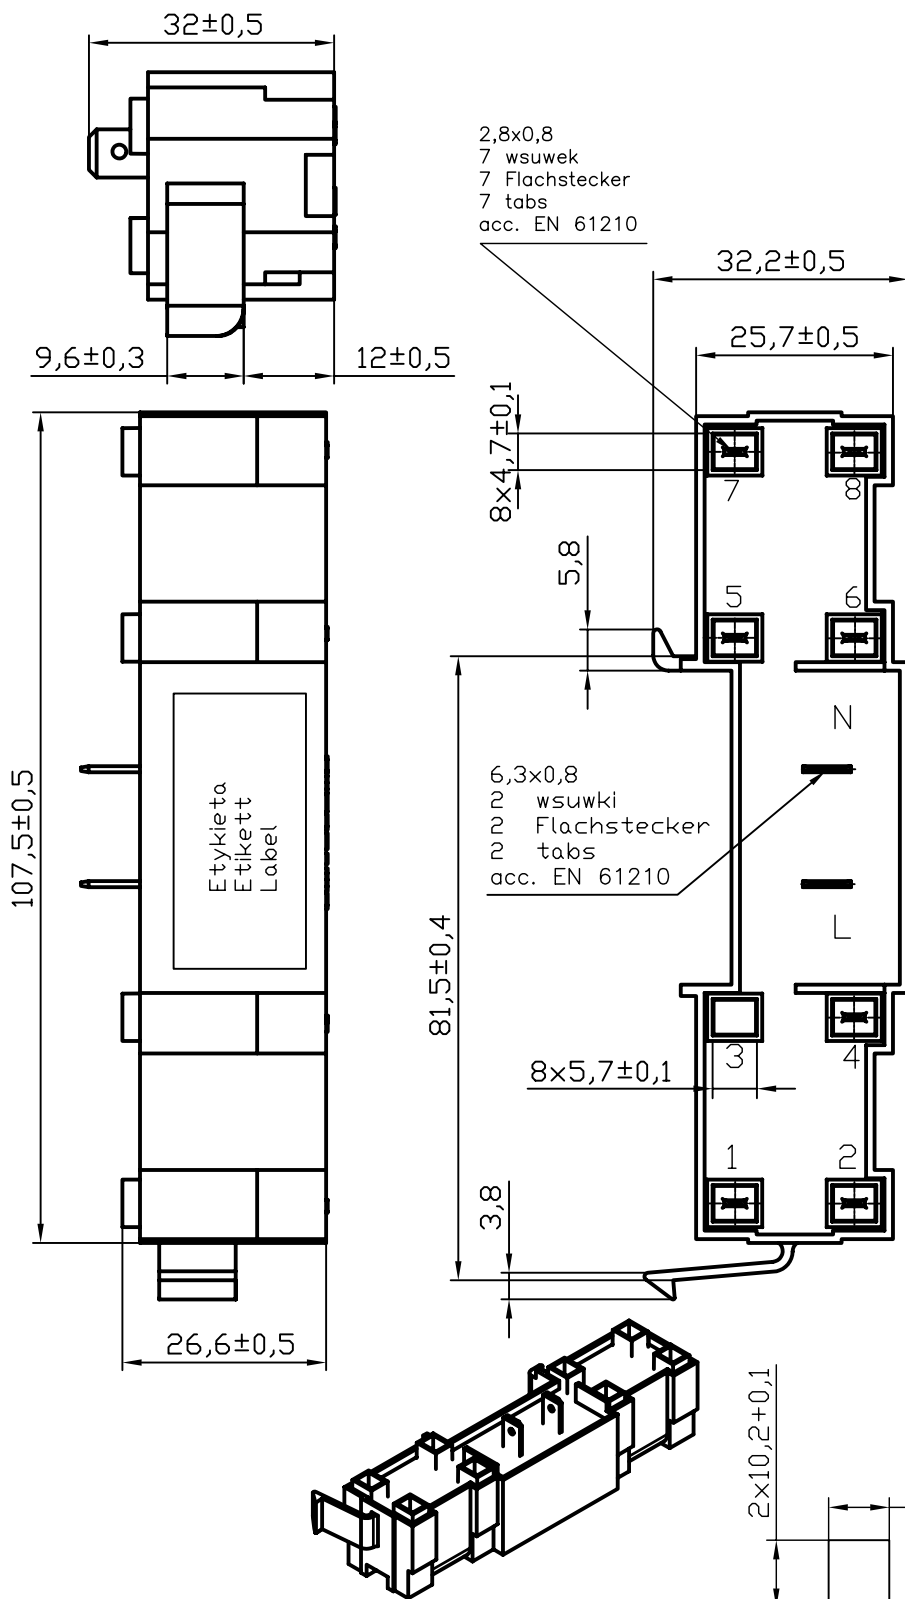 32±0,5
2,8x0,8
7 wsuwek
7 Flachstecker
7 tabs
acc. EN 61210
32,2±0,5
25,7±0,5
9,6±0,3
12±0,5
8x4,7±0,1
7
8
5,8
5
6
107,5±0,5
Etykieta
Etikett
Label
N
6,3x0,8
2 wsuwki
2 Flachstecker
2 tabs
acc. EN 61210
L
81,5±0,4
3
4
8x5,7±0,1
1
2
3,8
26,6±0,5
2x10,2+0,1